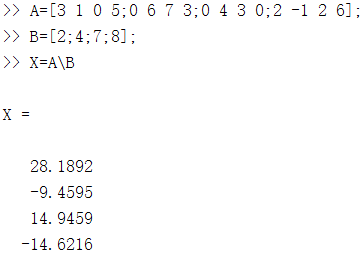 >> A=[3 1 0 5;0 6 7 3;0 4 3 0;2 -1 2 6];
>> B=[2;4;7;8];
>> X=A\B
X =
28.1892
-9.4595
14.9459
-14.6216